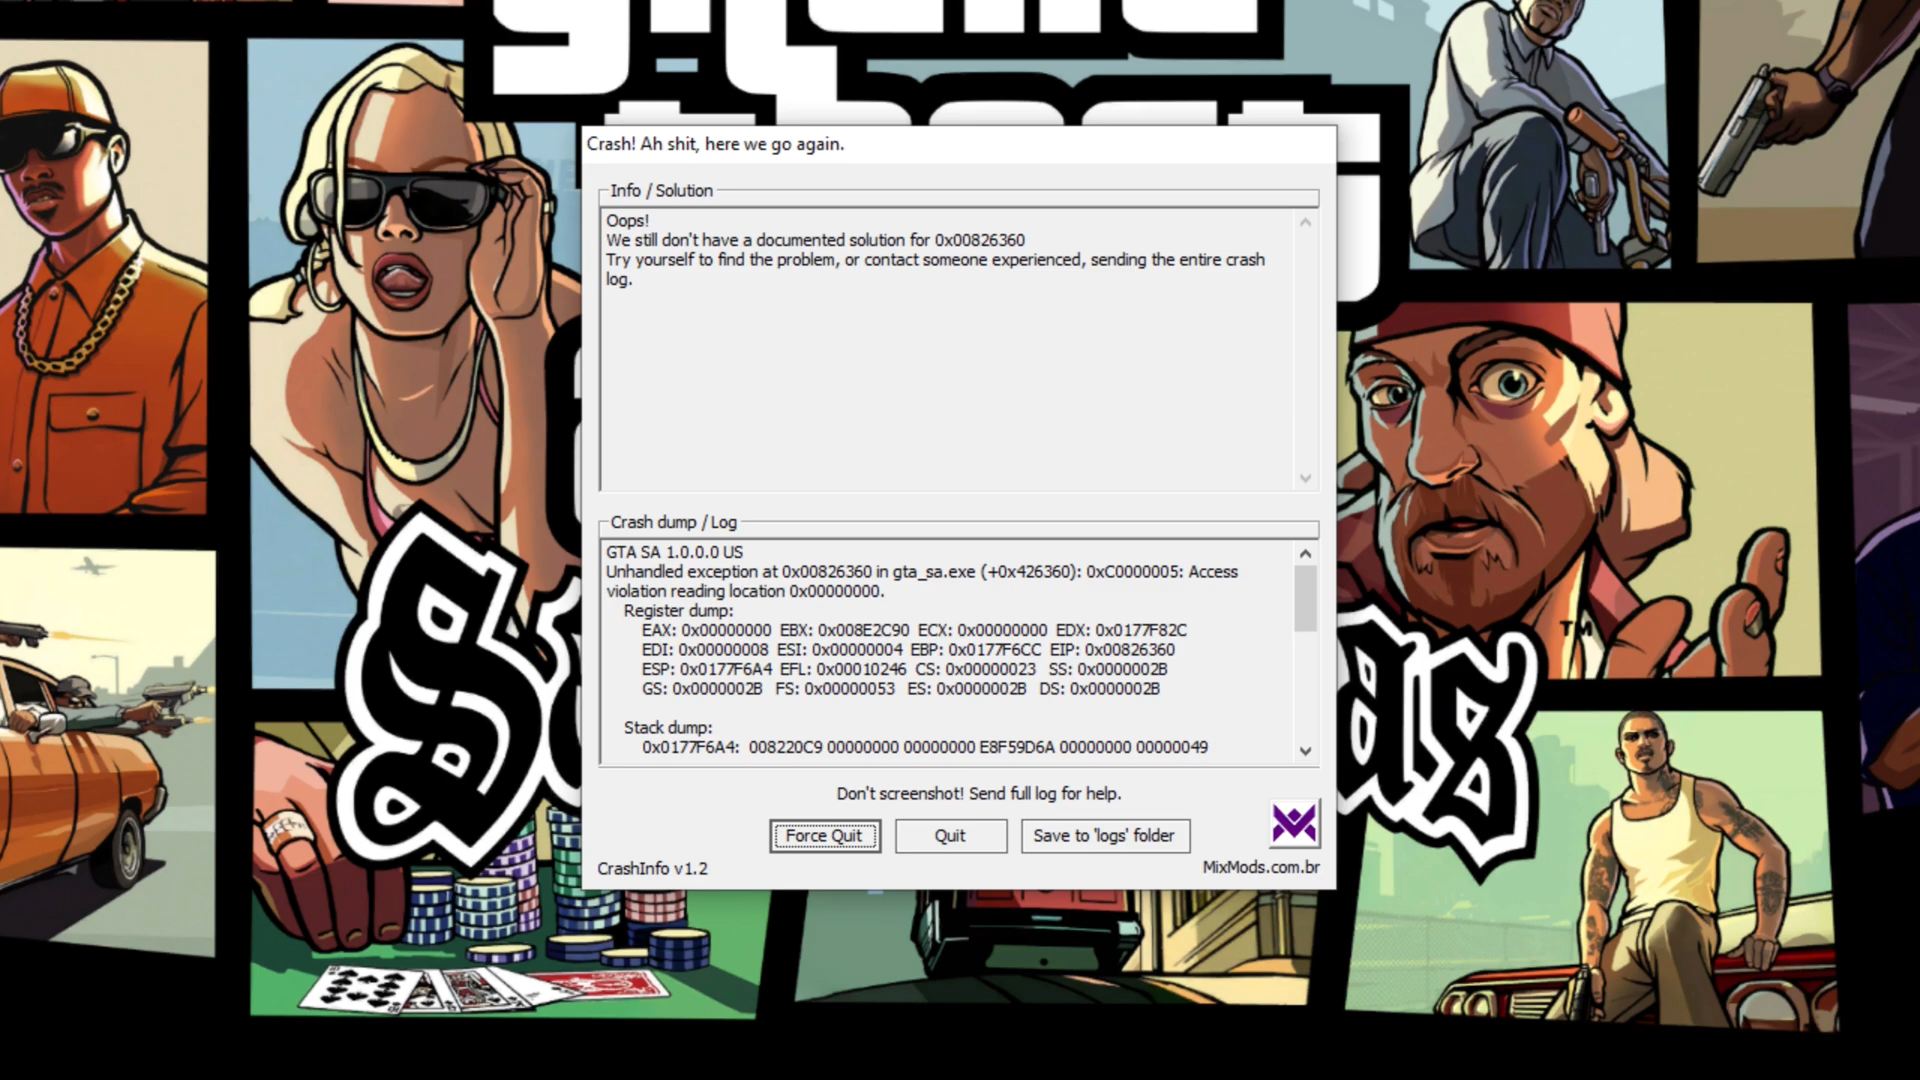 Crash! Ah shit, here we go again.
Info / Solution
Oops!
We still don't have a documented solution for 0x00826360
Try yourself to find the problem, or contact someone experienced, sending the entire crash
log.
Crash dump / Log
GTA SA 1.0.0.0 US
Unhandled exception at 0x00826360 in gta_sa.exe (+0x426360): 0xC0000005: Access
violation reading location 0x00000000.
Register dump:
EAX: 0x00000000 EBX: 0x008E2C90 ECX: 0x00000000 EDX: 0x0177F82C
EDI: 0x00000008 ESI: 0x00000004 EBP: 0x0177F6CC EIP: 0x00826360
ESP: 0x0177F6A4 EFL: 0x00010246 CS: 0x00000023 SS: 0x0000002B
GS: 0x0000002B FS: 0x00000053 ES: 0x0000002B DS: 0x0000002B
Stack dump:
0x0177F6A4: 008220C9 00000000 00000000 E8F59D6A 00000000 00000049
Don't screenshot! Send full log for help.
Force Quit Quit Save to 'logs' folder
CrashInfo v1.2 MixMods.com.br
TM